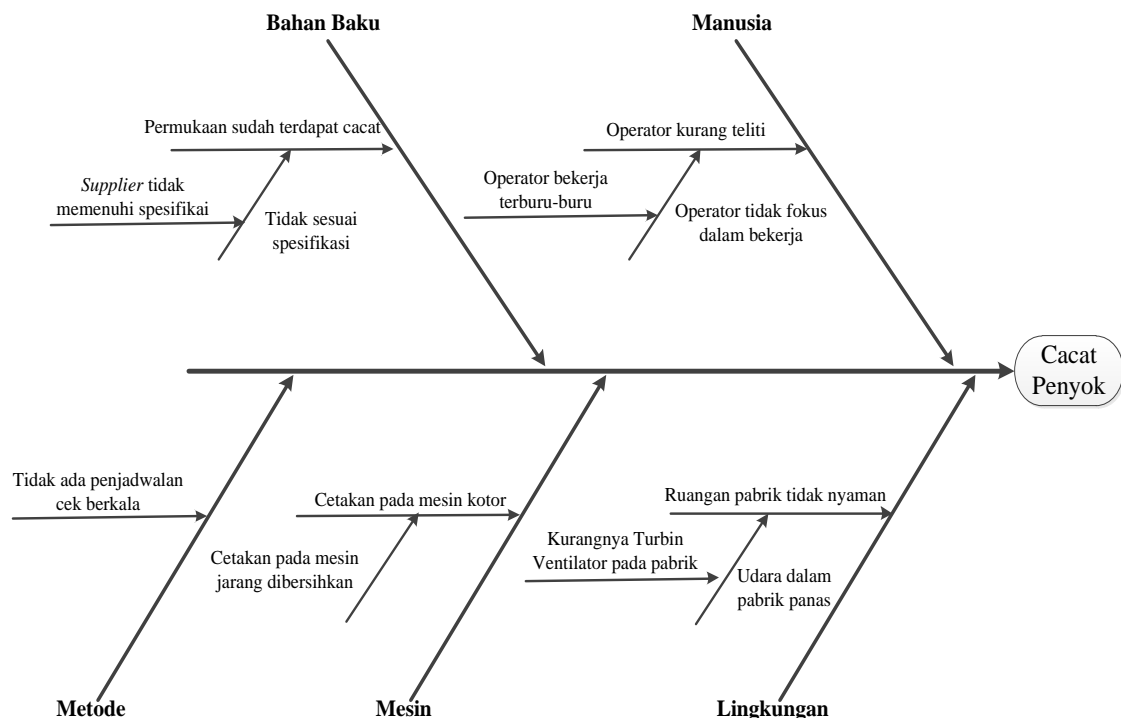 Bahan Baku
Manusia
Permukaan sudah terdapat cacat
Supplier tidak
memenuhi spesifikai
Tidak sesuai
spesifikasi
Operator kurang teliti
Operator bekerja
terburu-buru
Operator tidak fokus
dalam bekerja
Cacat
Penyok
Tidak ada penjadwalan
cek berkala
Cetakan pada mesin kotor
Cetakan pada mesin
jarang dibersihkan
Ruangan pabrik tidak nyaman
Kurangnya Turbin
Ventilator pada pabrik
Udara dalam
pabrik panas
Metode
Mesin
Lingkungan